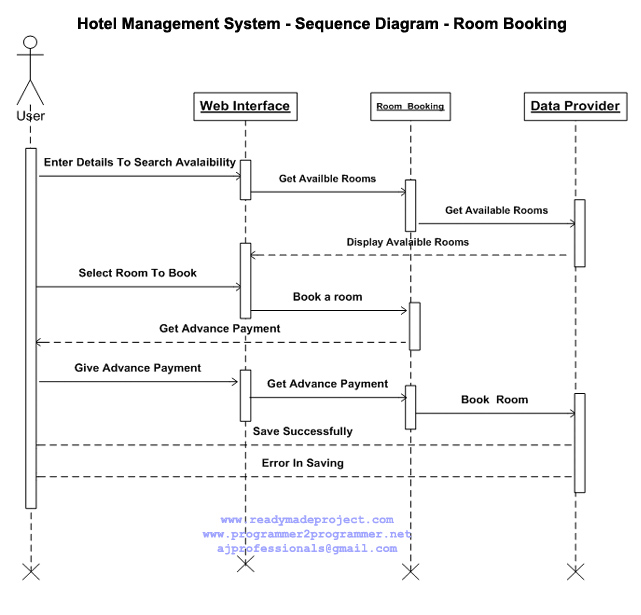 Hotel Management System - Sequence Diagram - Room Booking
User
Web Interface
Room Booking
Data Provider
Enter Details To Search Avalaibility
Get Availble Rooms
Get Available Rooms
Display Avalaible Rooms
Select Room To Book
Book a room
Get Advance Payment
Give Advance Payment
Get Advance Payment
Book Room
Save Successfully
Error In Saving
www.readymadeproject.com
www.programmer2programmer.net
ajprofessionals@gmail.com